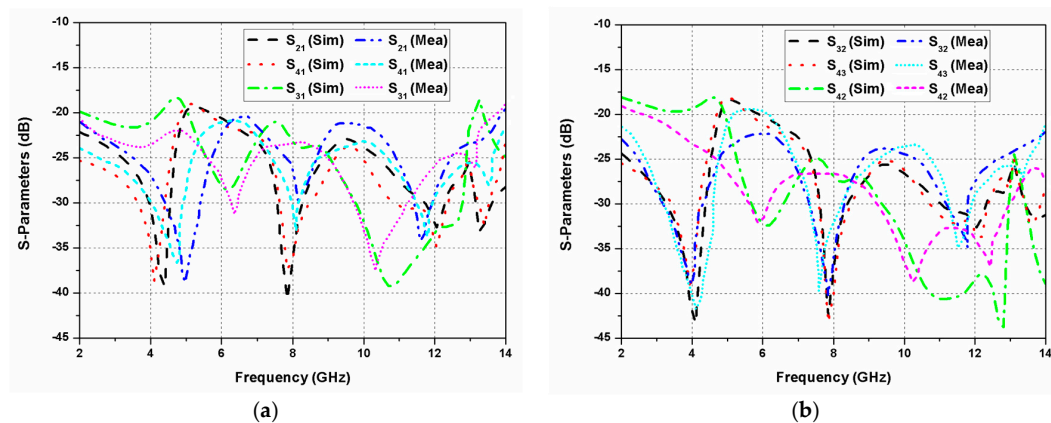 -10
-15
-20
-25
-30
-35
-40
-45
S-Parameters (dB)
S21 (Sim) S21 (Mea)
S41 (Sim) S41 (Mea)
S31 (Sim) S31 (Mea)
2 4 6 8 10 12 14
Frequency (GHz)
(a)
-10
-15
-20
-25
-30
-35
-40
-45
S-Parameters (dB)
S32 (Sim) S32 (Mea)
S43 (Sim) S43 (Mea)
S42 (Sim) S42 (Mea)
2 4 6 8 10 12 14
Frequency (GHz)
(b)